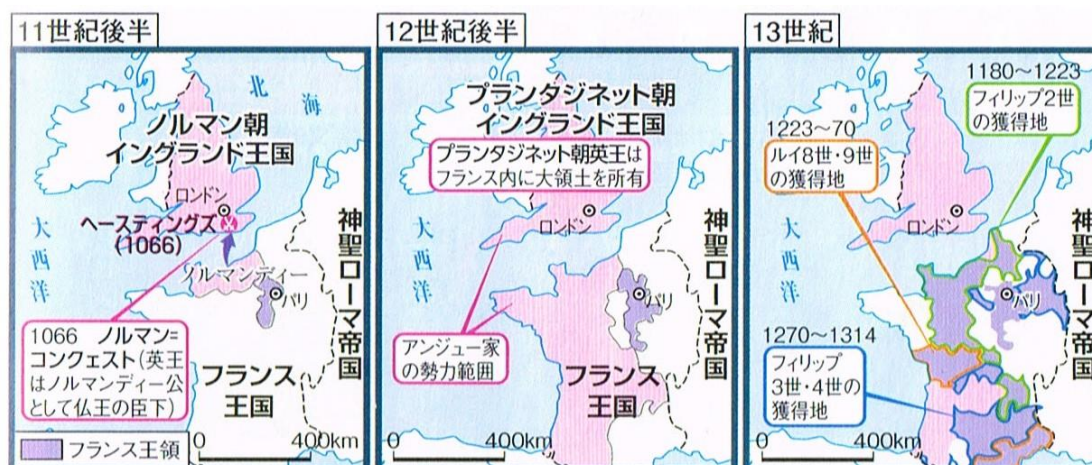 11世紀後半
北海
ノルマン朝
イングランド王国
ロンドン
ヘースティングズ
(1066)
大西洋
ノルマンディー
パリ
神聖ローマ帝国
1066 ノルマン=
コンクェスト(英王
はノルマンディー公
として仏王の臣下)
フランス
王国
フランス王領
0 400km
12世紀後半
プランタジネット朝
イングランド王国
プランタジネット朝英王は
フランス内に大領土を所有
ロンドン
大西洋
パリ
神聖ローマ帝国
アンジュー家
の勢力範囲
フランス
王国
0 400km
13世紀
1180〜1223
フィリップ2世
の獲得地
1223〜70
ルイ8世・9世
の獲得地
ロンドン
大西洋
パリ
神聖ローマ帝国
1270〜1314
フィリップ
3世・4世の
獲得地
0 400km